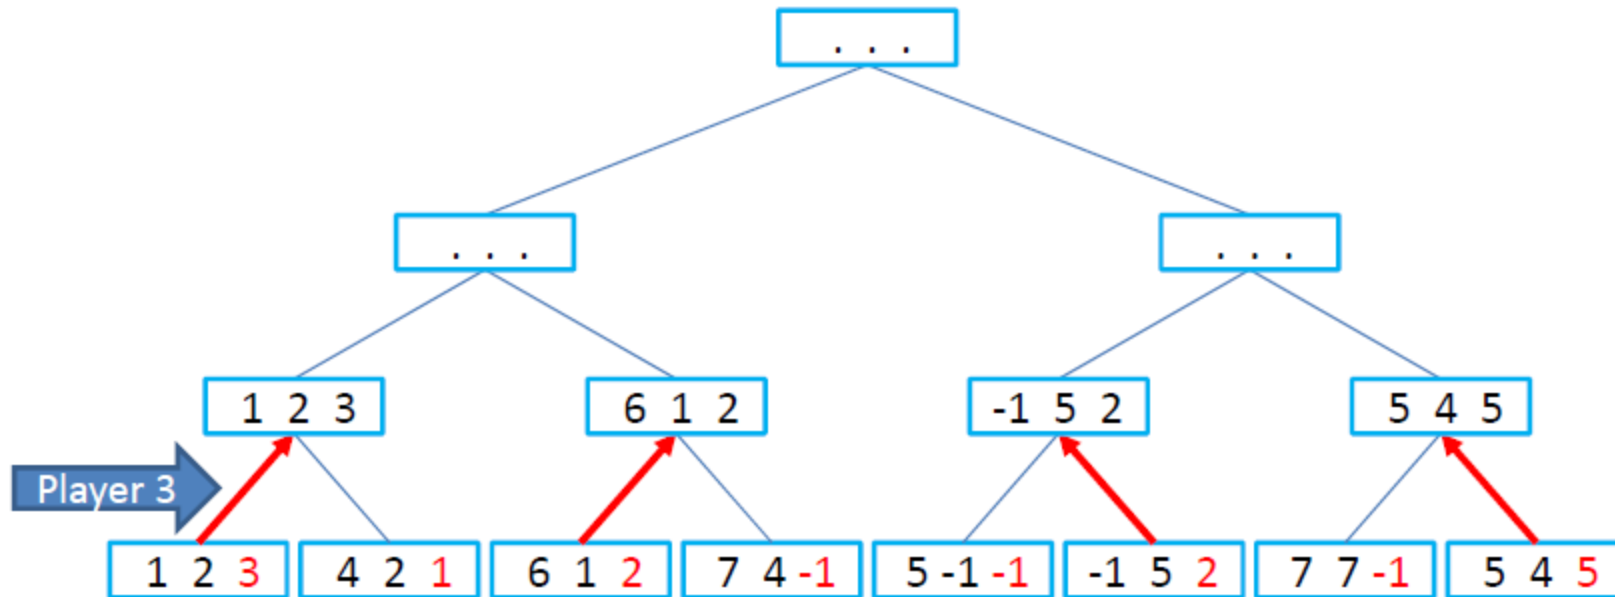 . . .
. . . . . .
1 2 3 6 1 2 -1 5 2 5 4 5
Player 3
1 2 3 4 2 1 6 1 2 7 4 -1 5 -1 -1 -1 5 2 7 7 -1 5 4 5